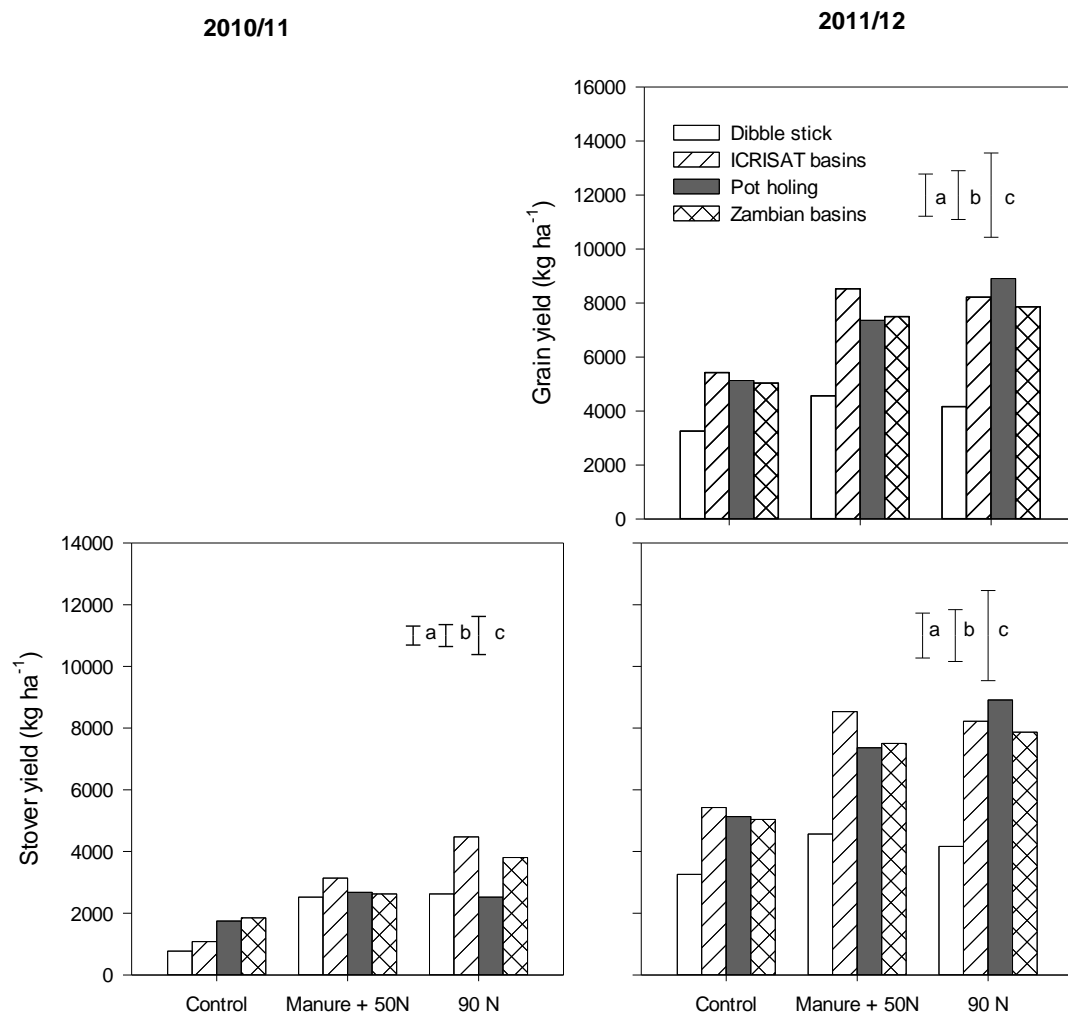 2010/11
2011/12
Grain yield (kg ha⁻¹)
16000
14000
12000
10000
8000
6000
4000
2000
0
Dibble stick
ICRISAT basins
Pot holing
Zambian basins
a b c
Stover yield (kg ha⁻¹)
14000
12000
10000
8000
6000
4000
2000
0
a b c
a b c
Control Manure + 50N 90 N
Control Manure + 50N 90 N